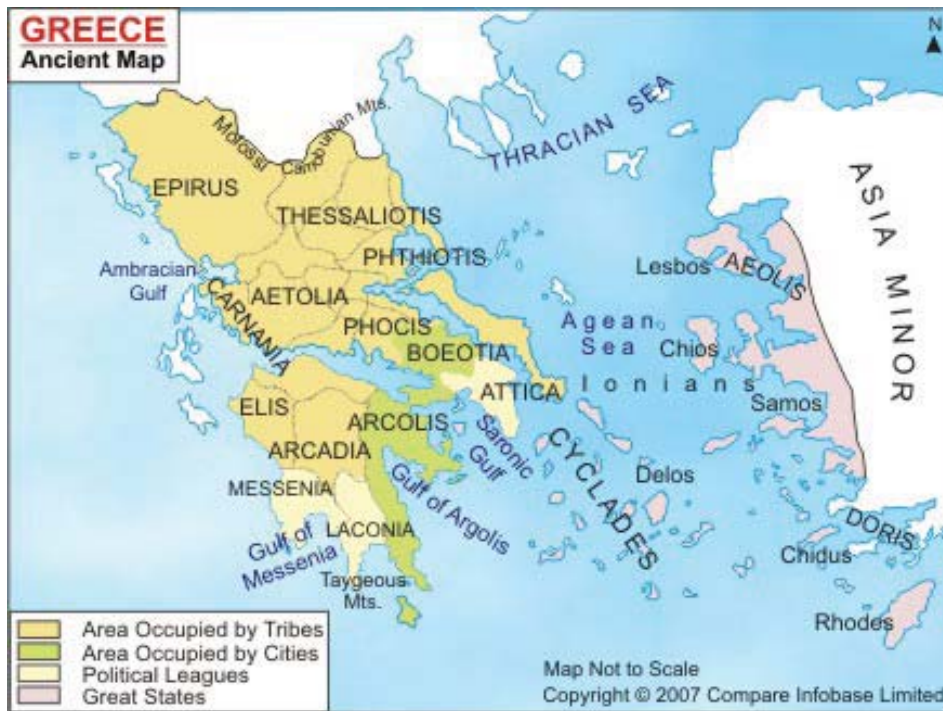 GREECE
Ancient Map
N
THRACIAN SEA
Morossi
Cambunian Mts.
EPIRUS
THESSALIOTIS
PHTHIOTIS
Ambracian
Gulf
CARNANIA
AETOLIA
PHOCIS
BOEOTIA
ATTICA
ELIS
ARCOLIS
ARCADIA
MESSENIA
LACONIA
Saronic
Gulf
Gulf of Argolis
Gulf of
Messenia
Taygeous
Mts.
Agean
Sea
Ionians
CYCLADES
Delos
Lesbos
AEOLIS
Chios
Samos
ASIA MINOR
DORIS
Chidus
Rhodes
Area Occupied by Tribes
Area Occupied by Cities
Political Leagues
Great States
Map Not to Scale
Copyright © 2007 Compare Infobase Limited